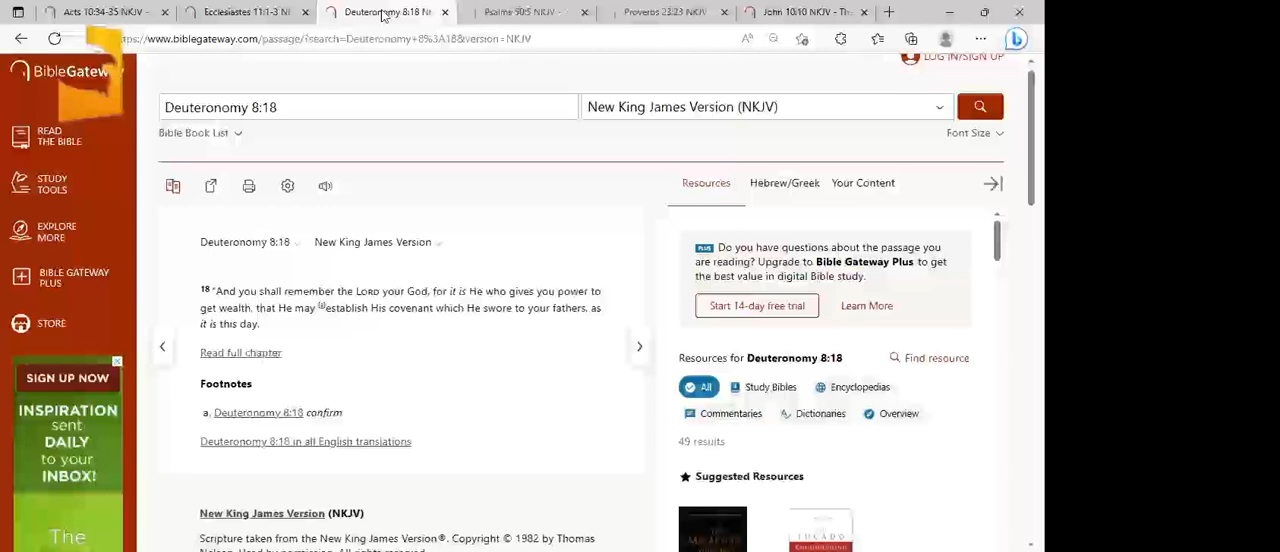 Acts 10:34-35 NKJV -
Ecclesiastes 11:1-3 N
Deuteronomy 8:18 N
Psalms 50:5 NKJV -
Proverbs 23:23 NKJV
John 10:10 NKJV - The
https://www.biblegateway.com/passage/?search=Deuteronomy+8%3A18&version=NKJV
LOG IN/SIGN UP
BibleGatew
Deuteronomy 8:18
New King James Version (NKJV)
Bible Book List
Font Size
READ
THE BIBLE
STUDY
TOOLS
EXPLORE
MORE
BIBLE GATEWAY
PLUS
STORE
Resources
Hebrew/Greek
Your Content
Deuteronomy 8:18
New King James Version
18 "And you shall remember the LORD your God, for it is He who gives you power to
get wealth, that He may [a]establish His covenant which He swore to your fathers, as
it is this day.
Read full chapter
Footnotes
a. Deuteronomy 8:18 confirm
Deuteronomy 8:18 in all English translations
New King James Version (NKJV)
Scripture taken from the New King James Version®. Copyright © 1982 by Thomas
Nelson. Used by permission. All rights reserved.
PLUS Do you have questions about the passage you
are reading? Upgrade to Bible Gateway Plus to get
the best value in digital Bible study.
Start 14-day free trial
Learn More
Resources for Deuteronomy 8:18
Find resource
All
Study Bibles
Encyclopedias
Commentaries
Dictionaries
Overview
49 results
Suggested Resources
SIGN UP NOW
INSPIRATION
sent
DAILY
to your
INBOX!
The